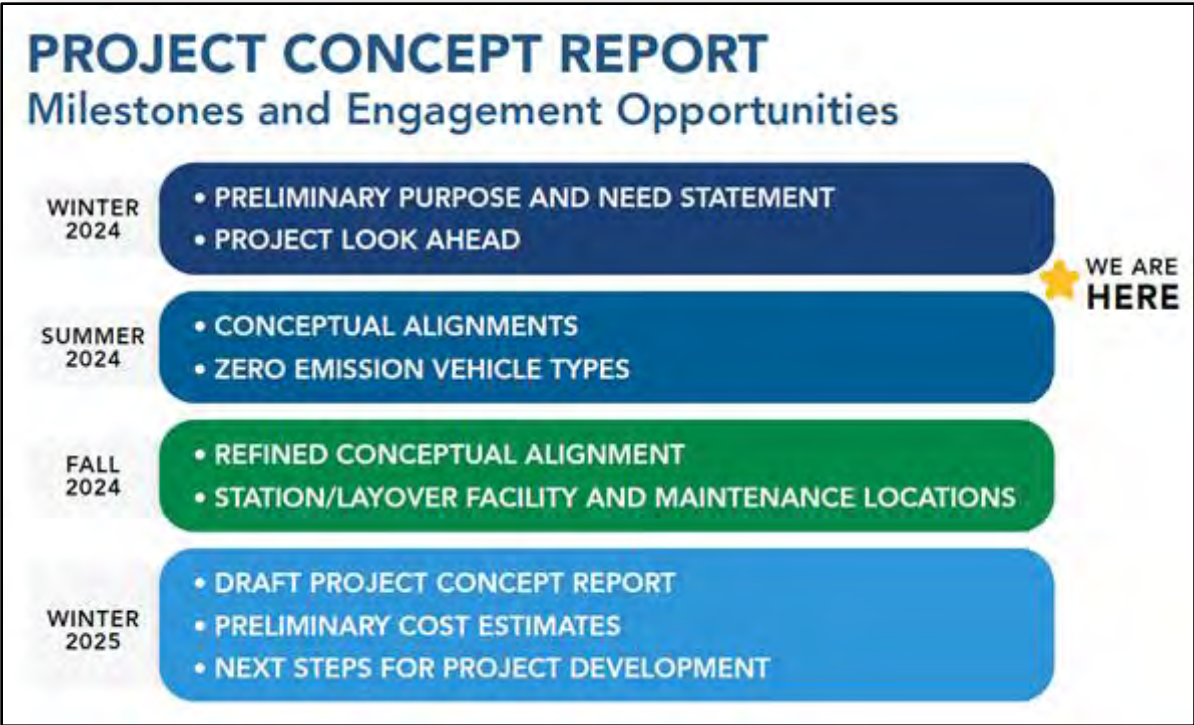 PROJECT CONCEPT REPORT
Milestones and Engagement Opportunities
WINTER
2024
• PRELIMINARY PURPOSE AND NEED STATEMENT
• PROJECT LOOK AHEAD
WE ARE
HERE
SUMMER
2024
• CONCEPTUAL ALIGNMENTS
• ZERO EMISSION VEHICLE TYPES
FALL
2024
• REFINED CONCEPTUAL ALIGNMENT
• STATION/LAYOVER FACILITY AND MAINTENANCE LOCATIONS
WINTER
2025
• DRAFT PROJECT CONCEPT REPORT
• PRELIMINARY COST ESTIMATES
• NEXT STEPS FOR PROJECT DEVELOPMENT